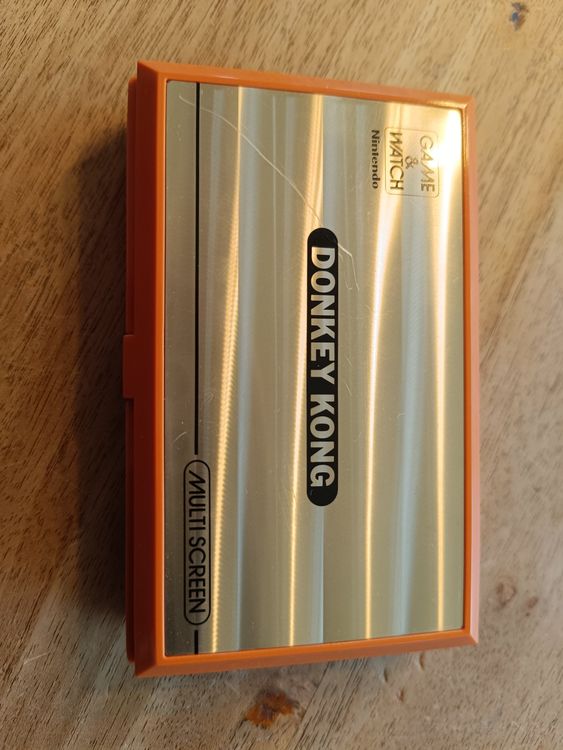 GAME
&
WATCH
Nintendo
DONKEY KONG
MULTI SCREEN